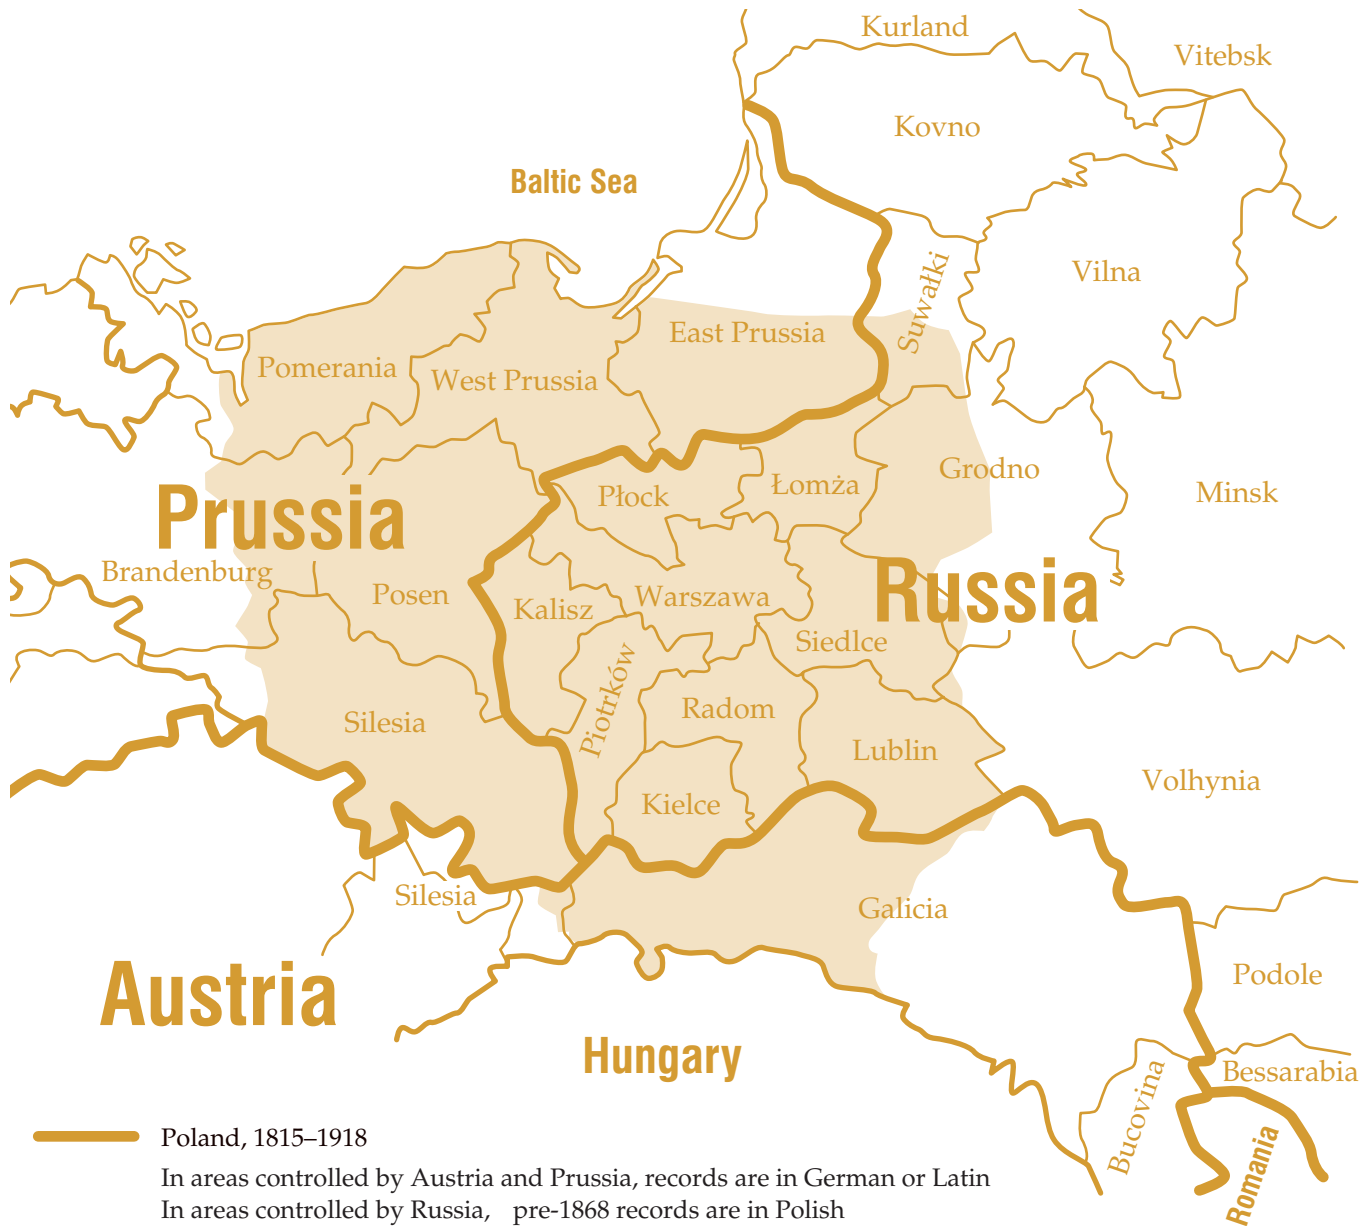 Kurland
Vitebsk
Kovno
Baltic Sea
Vilna
Suwałki
East Prussia
Pomerania
West Prussia
Grodno
Łomża
Płock
Minsk
Prussia
Brandenburg
Posen
Kalisz
Warszawa
Russia
Siedlce
Piotrków
Radom
Silesia
Lublin
Volhynia
Kielce
Silesia
Galicia
Austria
Podole
Hungary
Bessarabia
Bucovina
Romania
Poland, 1815–1918
In areas controlled by Austria and Prussia, records are in German or Latin
In areas controlled by Russia, pre-1868 records are in Polish